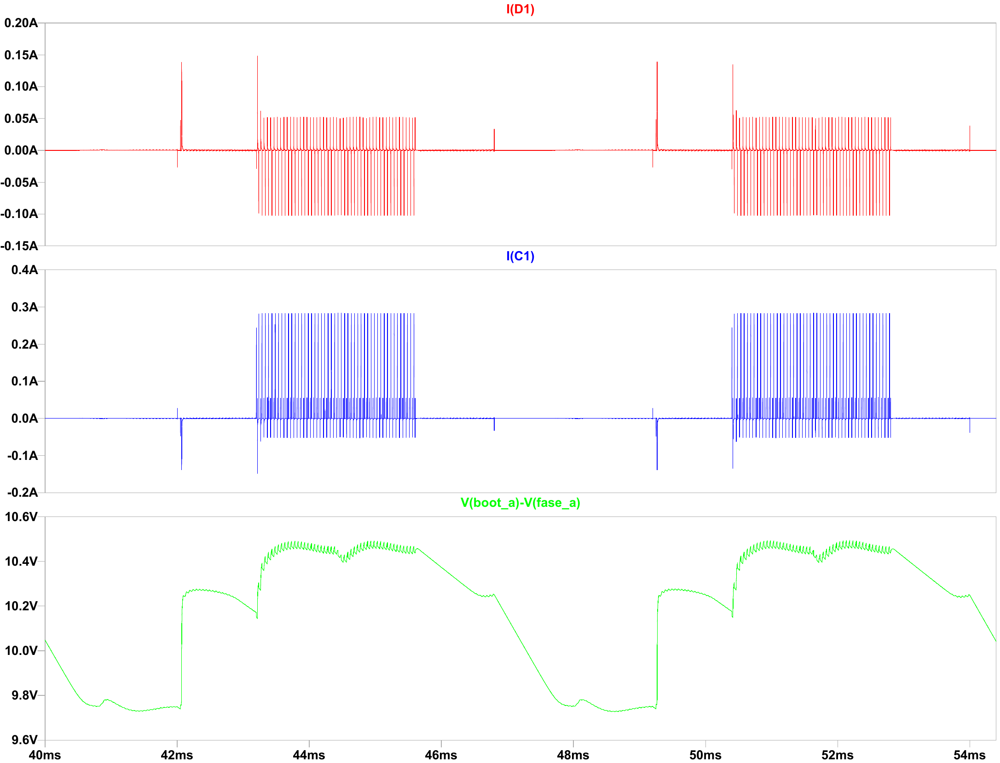 I(D1)
0.20A
0.15A
0.10A
0.05A
0.00A
-0.05A
-0.10A
-0.15A
I(C1)
0.4A
0.3A
0.2A
0.1A
0.0A
-0.1A
-0.2A
V(boot_a)-V(fase_a)
10.6V
10.4V
10.2V
10.0V
9.8V
9.6V
40ms 42ms 44ms 46ms 48ms 50ms 52ms 54ms